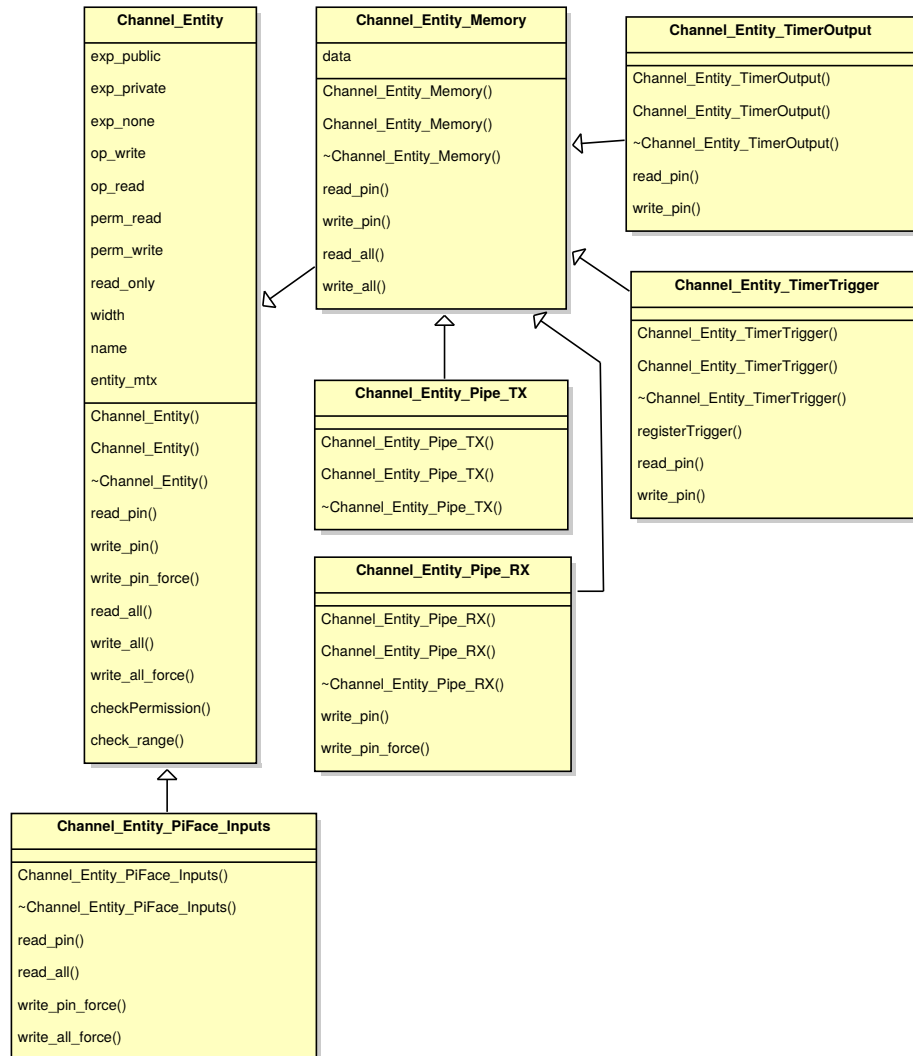 Channel_Entity
exp_public
exp_private
exp_none
op_write
op_read
perm_read
perm_write
read_only
width
name
entity_mtx
Channel_Entity()
Channel_Entity()
~Channel_Entity()
read_pin()
write_pin()
write_pin_force()
read_all()
write_all()
write_all_force()
checkPermission()
check_range()
Channel_Entity_Memory
data
Channel_Entity_Memory()
Channel_Entity_Memory()
~Channel_Entity_Memory()
read_pin()
write_pin()
read_all()
write_all()
Channel_Entity_TimerOutput
Channel_Entity_TimerOutput()
Channel_Entity_TimerOutput()
~Channel_Entity_TimerOutput()
read_pin()
write_pin()
Channel_Entity_TimerTrigger
Channel_Entity_TimerTrigger()
Channel_Entity_TimerTrigger()
~Channel_Entity_TimerTrigger()
registerTrigger()
read_pin()
write_pin()
Channel_Entity_Pipe_TX
Channel_Entity_Pipe_TX()
Channel_Entity_Pipe_TX()
~Channel_Entity_Pipe_TX()
Channel_Entity_Pipe_RX
Channel_Entity_Pipe_RX()
Channel_Entity_Pipe_RX()
~Channel_Entity_Pipe_RX()
write_pin()
write_pin_force()
Channel_Entity_PiFace_Inputs
Channel_Entity_PiFace_Inputs()
~Channel_Entity_PiFace_Inputs()
read_pin()
read_all()
write_pin_force()
write_all_force()